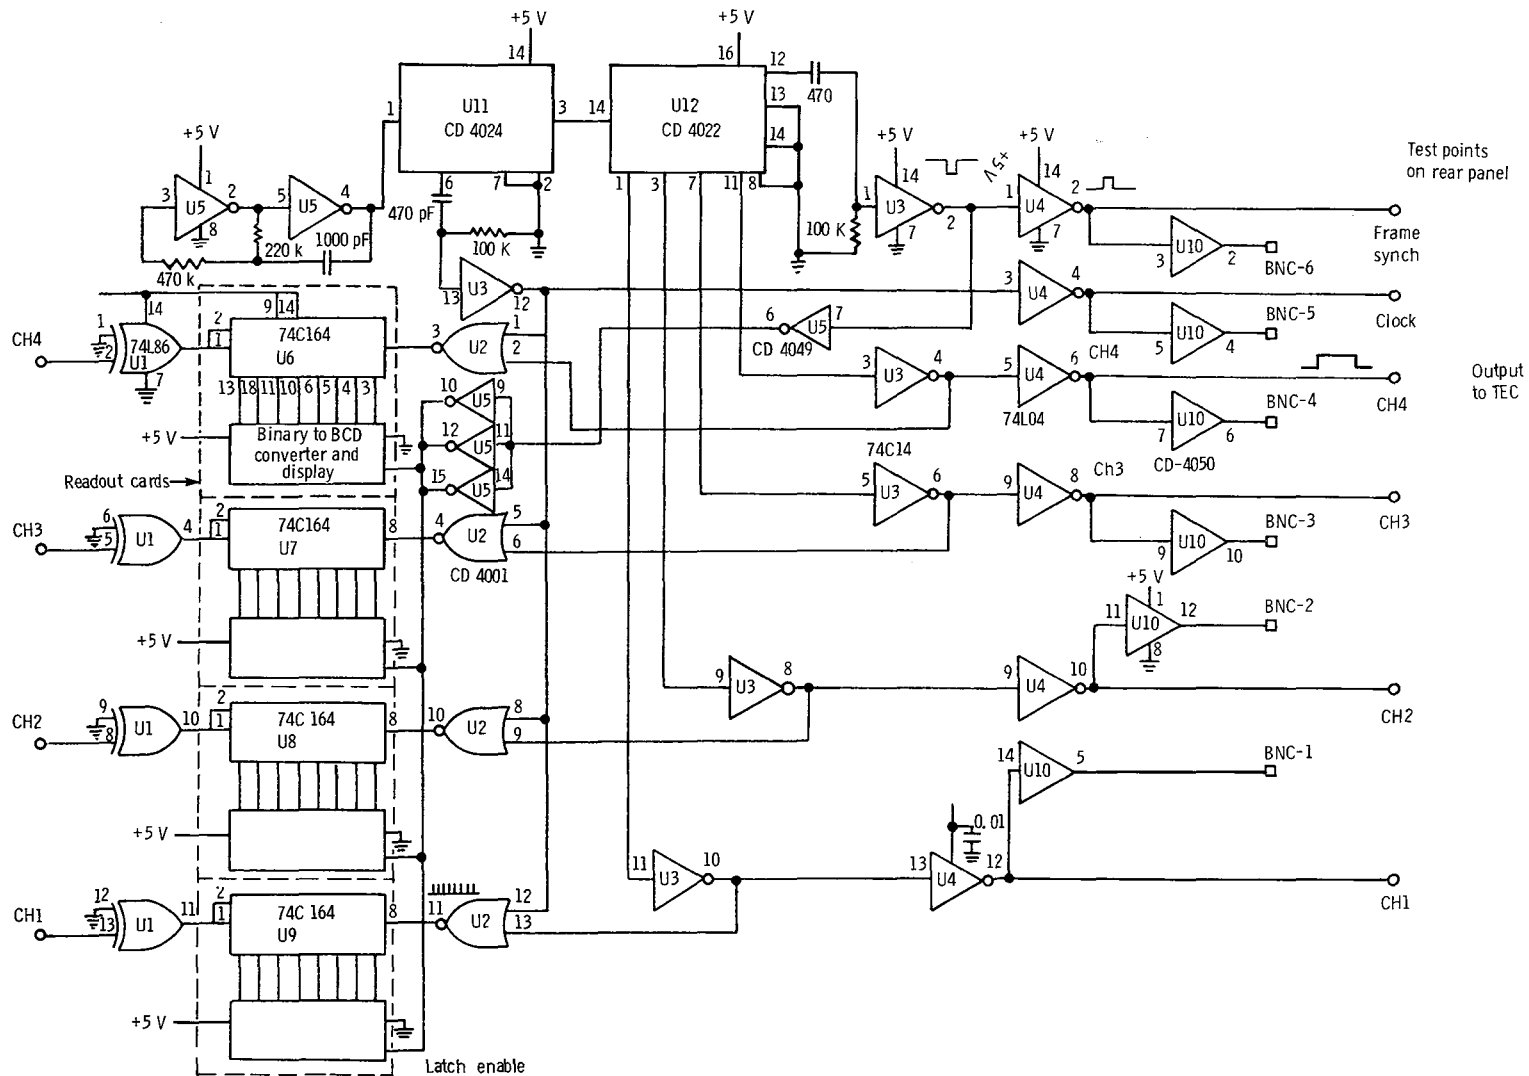 +5 V
+5 V
14
16
12
470
1
U11
CD 4024
3
14
U12
CD 4022
13
14
+5 V
+5 V
+5 V
+5 V
Test points
on rear panel
6
7
2
1
3
7
11
8
3
1
U5
2
8
5
U5
4
470 pF
100 K
100 K
1
14
U3
7
2
1
14
U4
7
2
Frame
synch
220 k
1000 pF
470 k
3
U10
2
BNC-6
13
U3
12
3
U4
4
Clock
BNC-5
5
U10
4
CH4
1
2
14
74L86
U1
7
9
14
2
1
74C164
U6
3
U2
1
2
6
U5
7
CD 4049
13
18
11
10
6
5
4
3
3
U3
4
5
U4
6
CH4
74L04
CH4
Output
to TEC
BNC-4
7
U10
6
CD-4050
+5 V
Binary to BCD
converter and
display
10
U5
9
12
U5
11
15
U5
14
74C14
Readout cards
5
U3
6
9
U4
8
Ch3
CH3
BNC-3
9
U10
10
CH3
6
5
U1
4
2
1
74C164
U7
8
4
U2
5
6
CD 4001
+5 V
+5 V
11
1
U10
8
12
BNC-2
9
U3
8
9
U4
10
CH2
CH2
9
8
U1
10
2
1
74C 164
U8
8
10
U2
8
9
+5 V
14
U10
5
BNC-1
0.01
11
U3
10
13
U4
12
CH1
CH1
12
13
U1
11
2
1
74C 164
U9
8
11
U2
12
13
+5 V
Latch enable